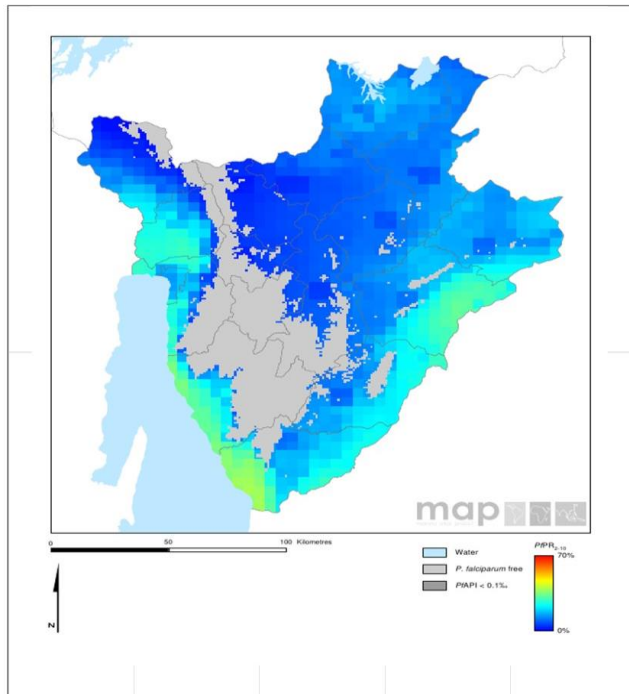 map
0
50
100 Kilometres
Water
P. falciparum free
PfAPI < 0.1‰
PfPR2-10
70%
0%
N